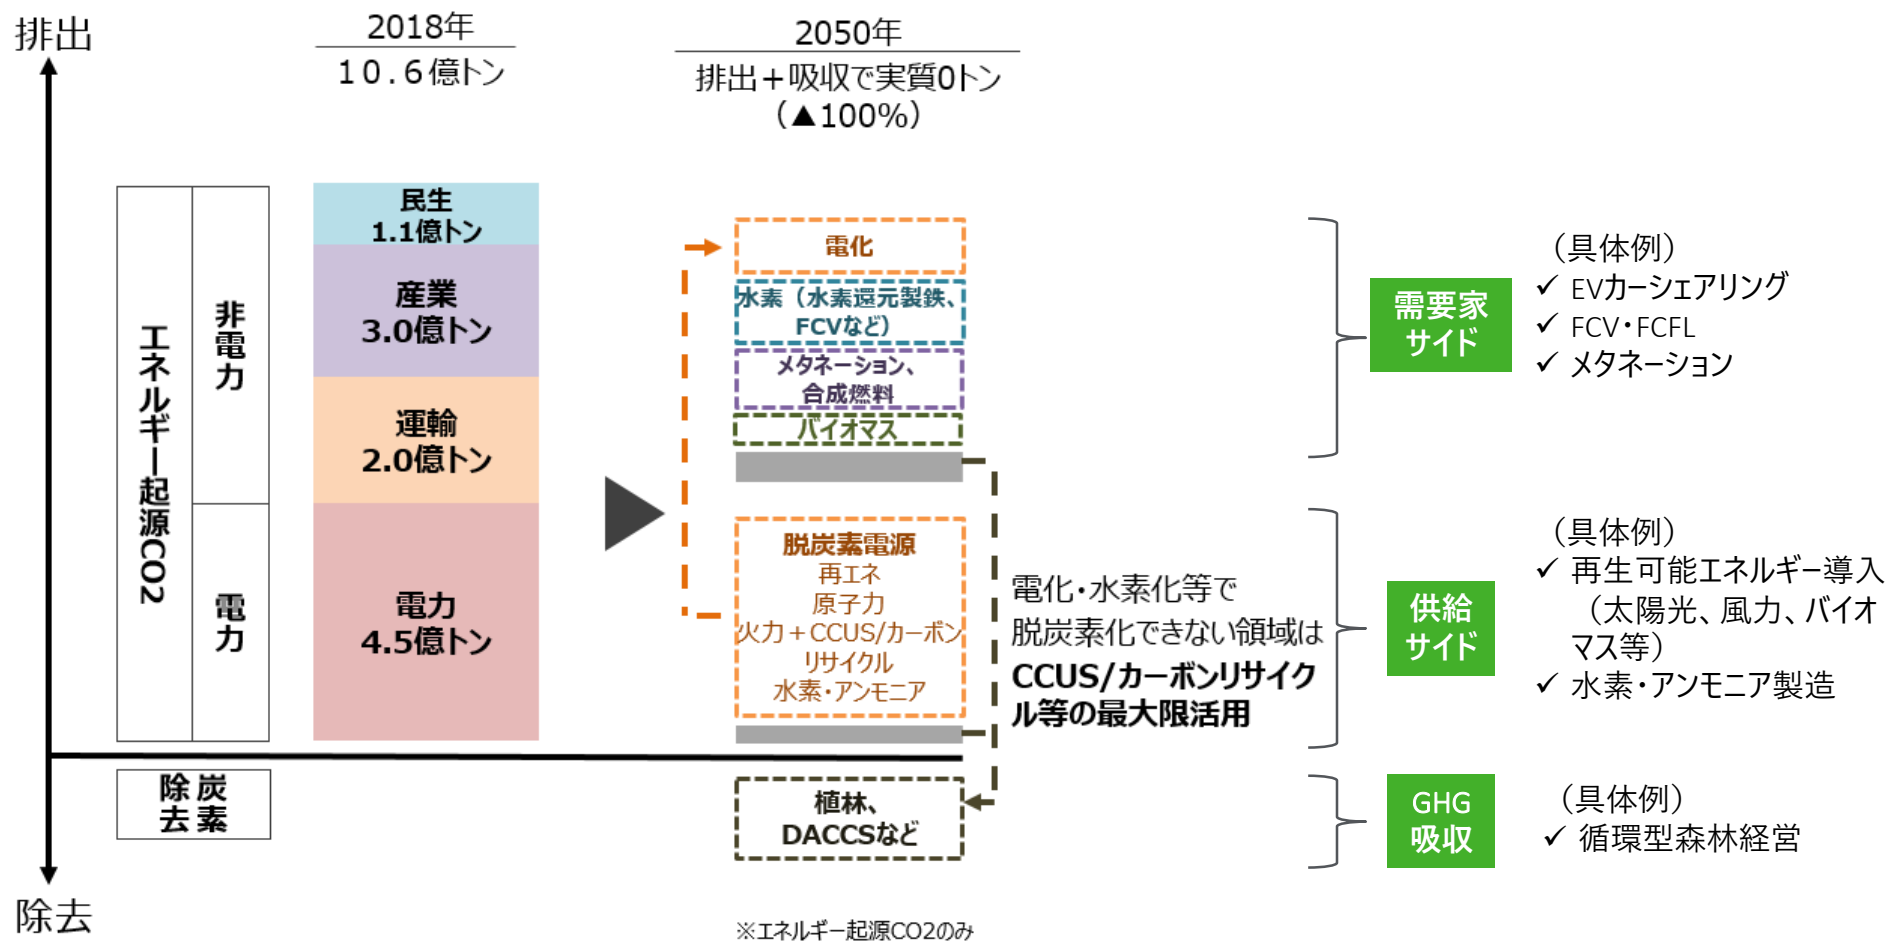 排出
2018年
10.6億トン
2050年
排出＋吸収で実質0トン
（▲100％）
エネルギー起源CO2
非電力
電力
民生
1.1億トン
産業
3.0億トン
運輸
2.0億トン
電力
4.5億トン
電化
水素（水素還元製鉄、
FCVなど）
メタネーション、
合成燃料
バイオマス
脱炭素電源
再エネ
原子力
火力＋CCUS/カーボン
リサイクル
水素・アンモニア
電化・水素化等で
脱炭素化できない領域は
CCUS/カーボンリサイク
ル等の最大限活用
炭素
除去
植林、
DACCSなど
除去
※エネルギー起源CO2のみ
需要家
サイド
（具体例）
✓ EVカーシェアリング
✓ FCV・FCFL
✓ メタネーション
供給
サイド
（具体例）
✓ 再生可能エネルギー導入
（太陽光、風力、バイオ
マス等）
✓ 水素・アンモニア製造
GHG
吸収
（具体例）
✓ 循環型森林経営